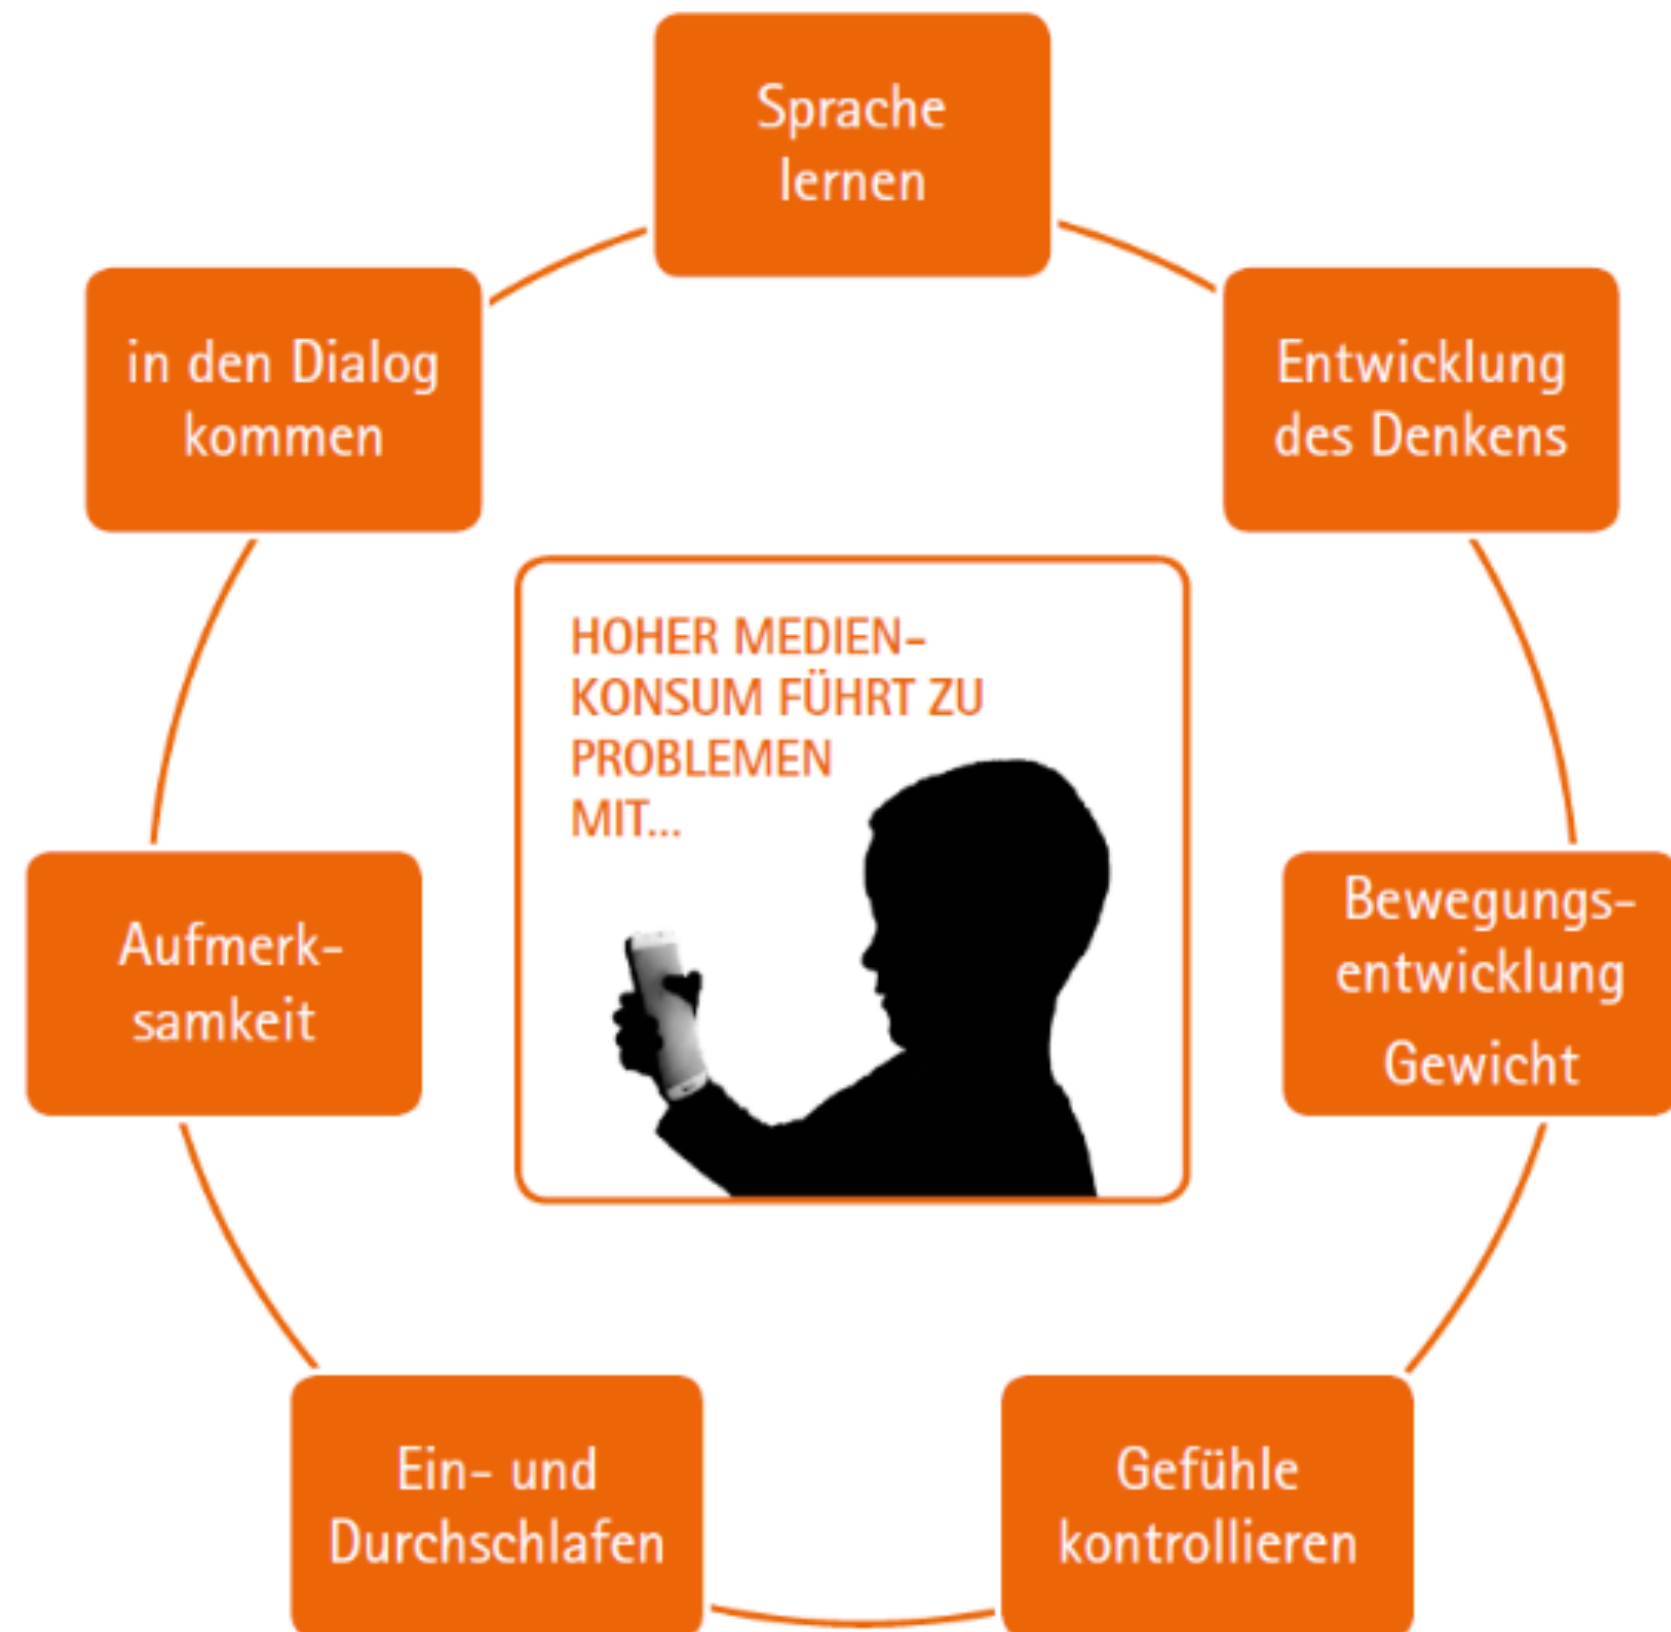 Sprache
lernen
Entwicklung
des Denkens
Bewegungs-
entwicklung
Gewicht
Gefühle
kontrollieren
Ein- und
Durchschlafen
Aufmerk-
samkeit
in den Dialog
kommen
HOHER MEDIEN-
KONSUM FÜHRT ZU
PROBLEMEN
MIT...